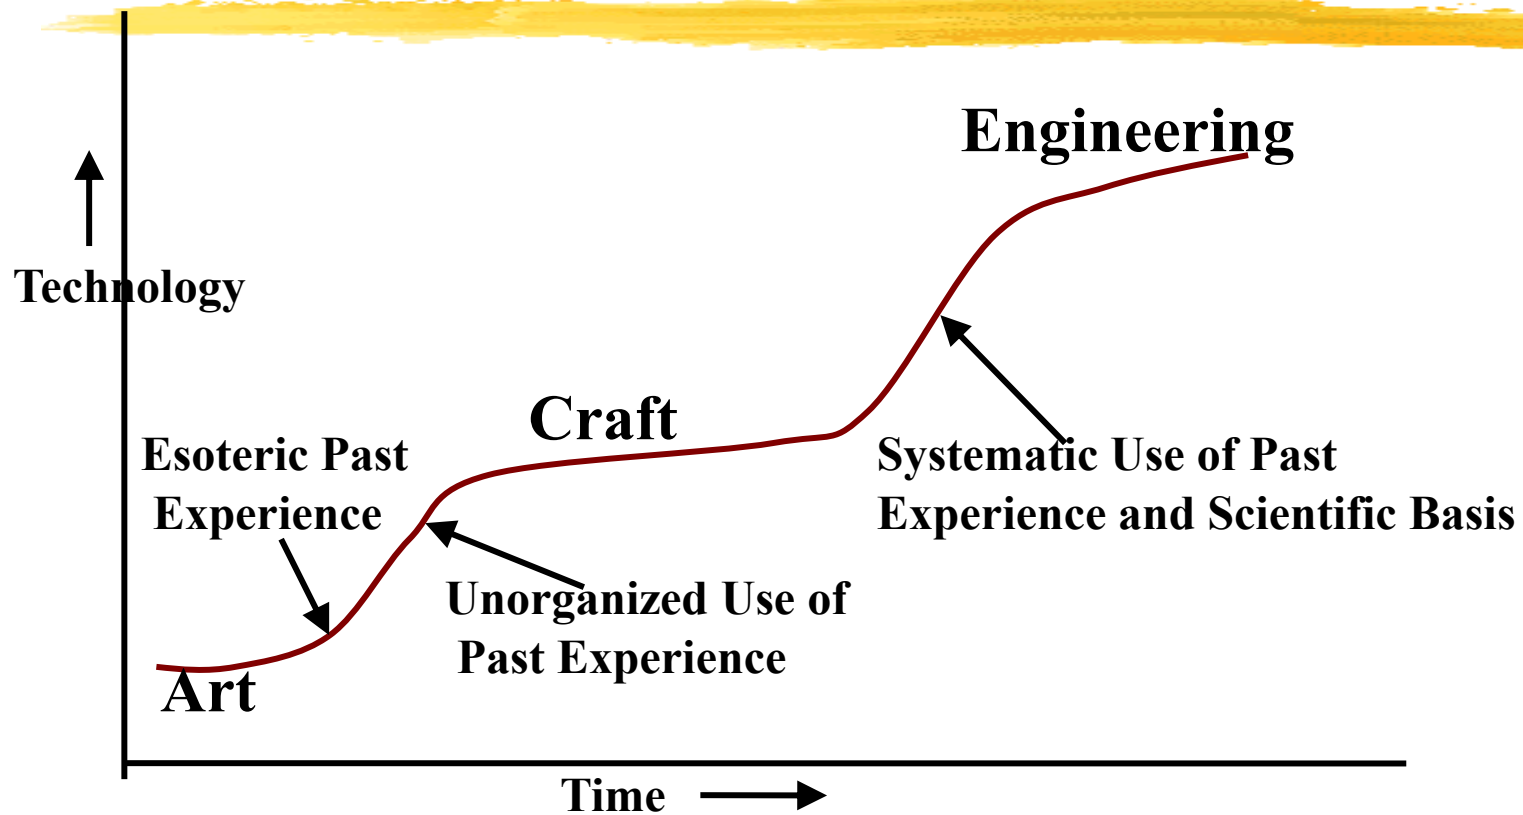 Engineering
Technology
Craft
Esoteric Past
Experience
Systematic Use of Past
Experience and Scientific Basis
Unorganized Use of
Past Experience
Art
Time